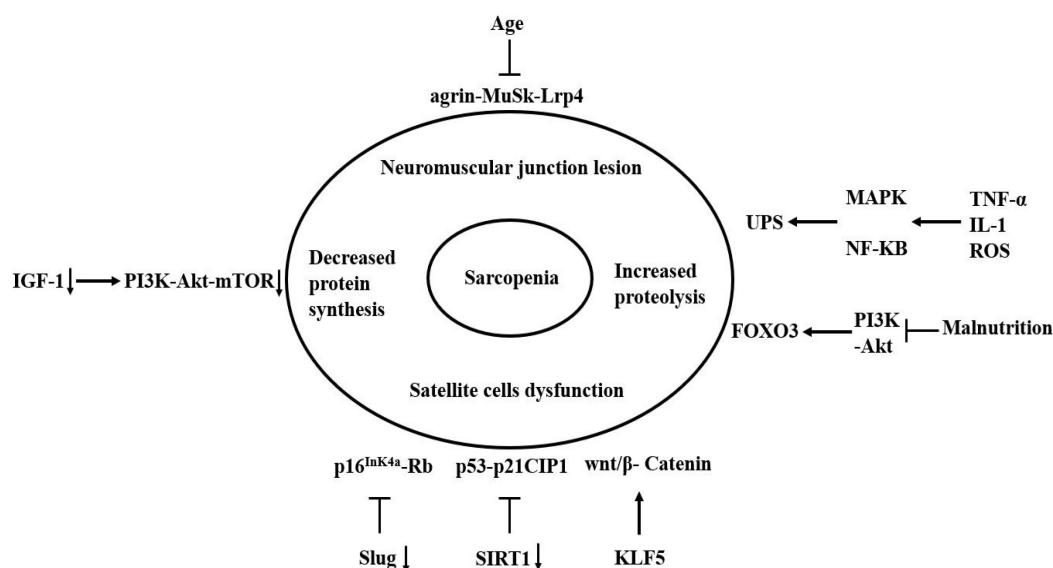 Age
agrin-MuSk-Lrp4
Neuromuscular junction lesion
MAPK
NF-KB
TNF-α
IL-1
ROS
UPS
IGF-1↓
PI3K-Akt-mTOR↓
Decreased
protein
synthesis
Sarcopenia
Increased
proteolysis
FOXO3
PI3K
-Akt
Malnutrition
Satellite cells dysfunction
p16^InK4a-Rb
p53-p21CIP1
wnt/β- Catenin
Slug↓
SIRT1↓
KLF5